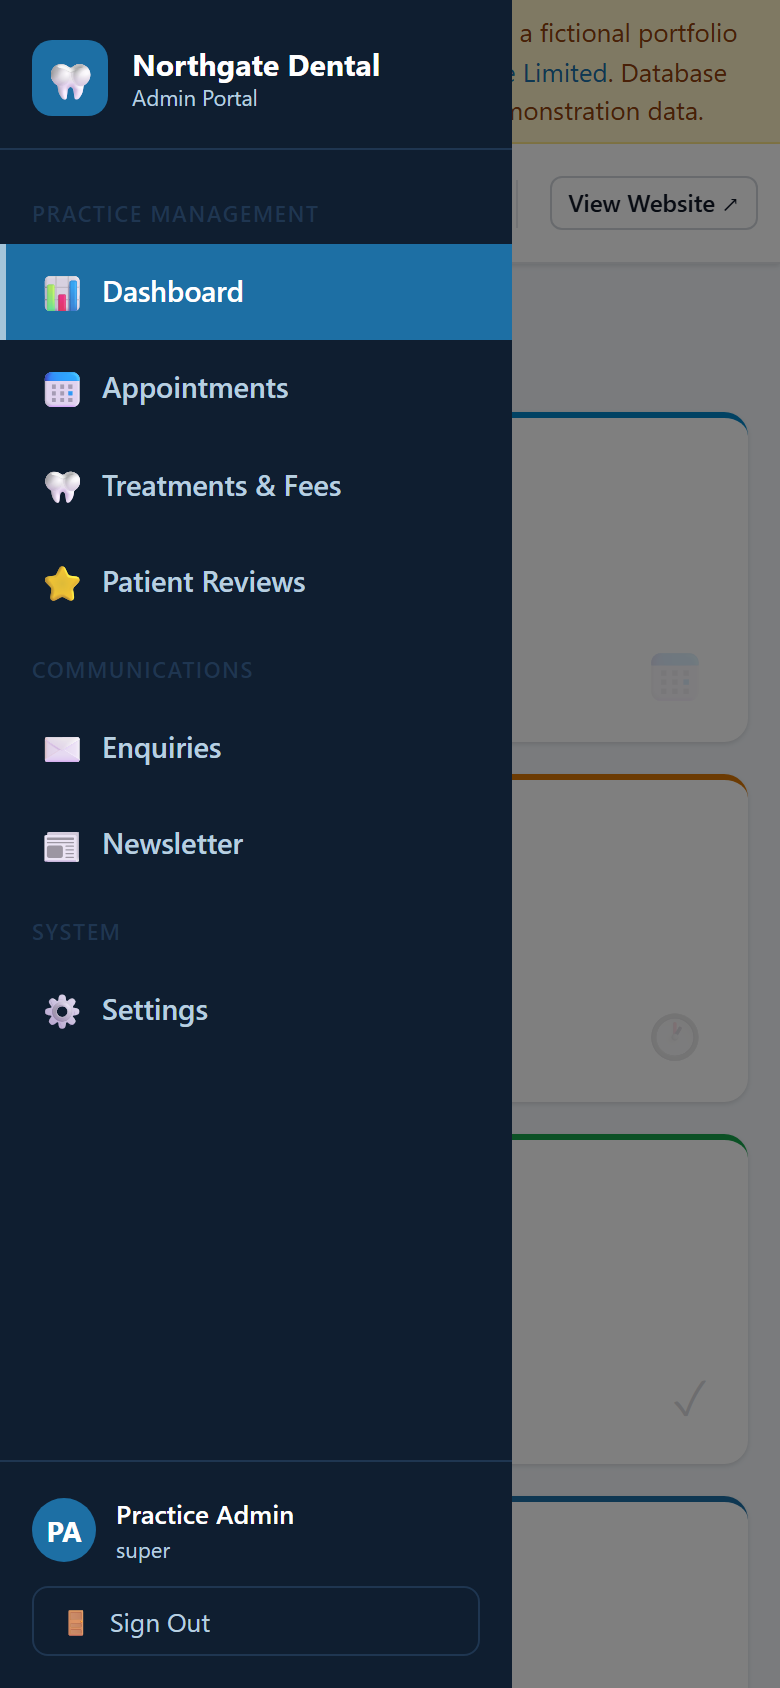 Northgate Dental
Admin Portal
a fictional portfolio
Limited. Database
monstration data.
View Website ↗
PRACTICE MANAGEMENT
Dashboard
Appointments
Treatments & Fees
Patient Reviews
COMMUNICATIONS
Enquiries
Newsletter
SYSTEM
Settings
PA
Practice Admin
super
Sign Out